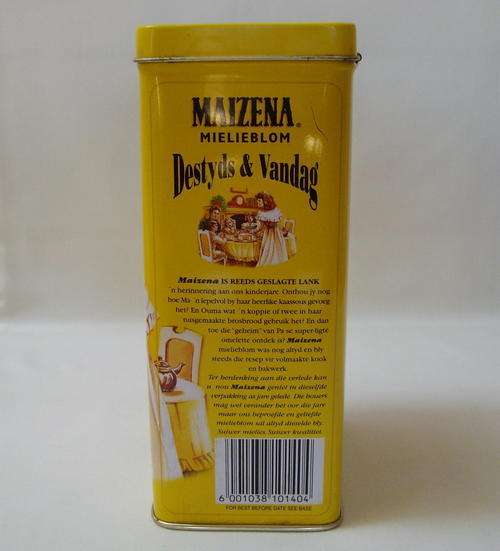 MAIZENA®
MIELIEBLOM
Destyds & Vandag
Maizena IS REEDS GESLAGTE LANK
'n herinnering aan ons kinderjare. Onthou jy nog
hoe Ma 'n lepelvol by haar heerlike kaassous gevoeg
het? En Ouma wat 'n koppie of twee in haar
tuisgemaakte brosbrood gebruik het? En dan
toe die "geheim" van Pa se super-ligte
omelette ontdek is? Maizena
mielieblom was nog altyd en bly
steeds die resep vir volmaakte kook
en bakwerk.
Ter herdenking aan die verlede kan
u nou Maizena geniet in dieselfde
verpakking as jare gelede. Die houers
mag wel verander het oor die jare
maar ons beproefde en geliefde
mielieblom sal altyd dieselfde bly.
Suiwer mielies. Suiwer kwaliteit.
6 001038 101404
FOR BEST BEFORE DATE SEE BASE